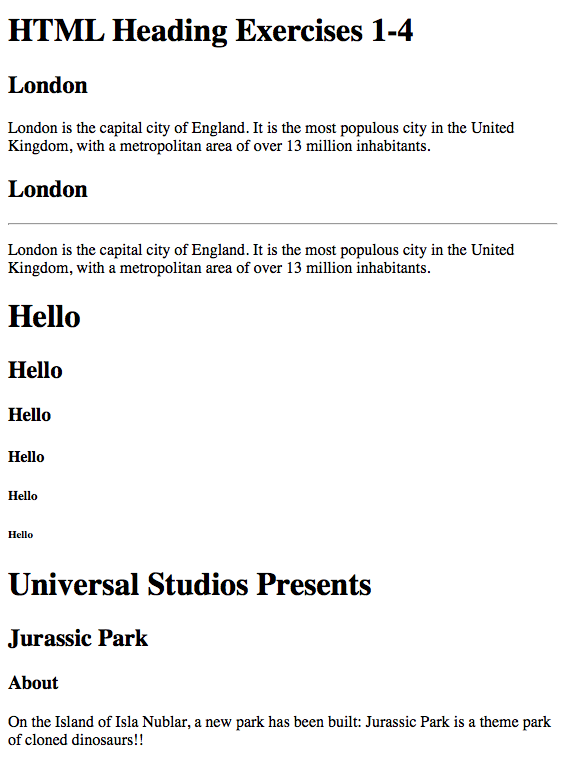 HTML Heading Exercises 1-4
London
London is the capital city of England. It is the most populous city in the United
Kingdom, with a metropolitan area of over 13 million inhabitants.
London
London is the capital city of England. It is the most populous city in the United
Kingdom, with a metropolitan area of over 13 million inhabitants.
Hello
Hello
Hello
Hello
Hello
Hello
Universal Studios Presents
Jurassic Park
About
On the Island of Isla Nublar, a new park has been built: Jurassic Park is a theme park
of cloned dinosaurs!!